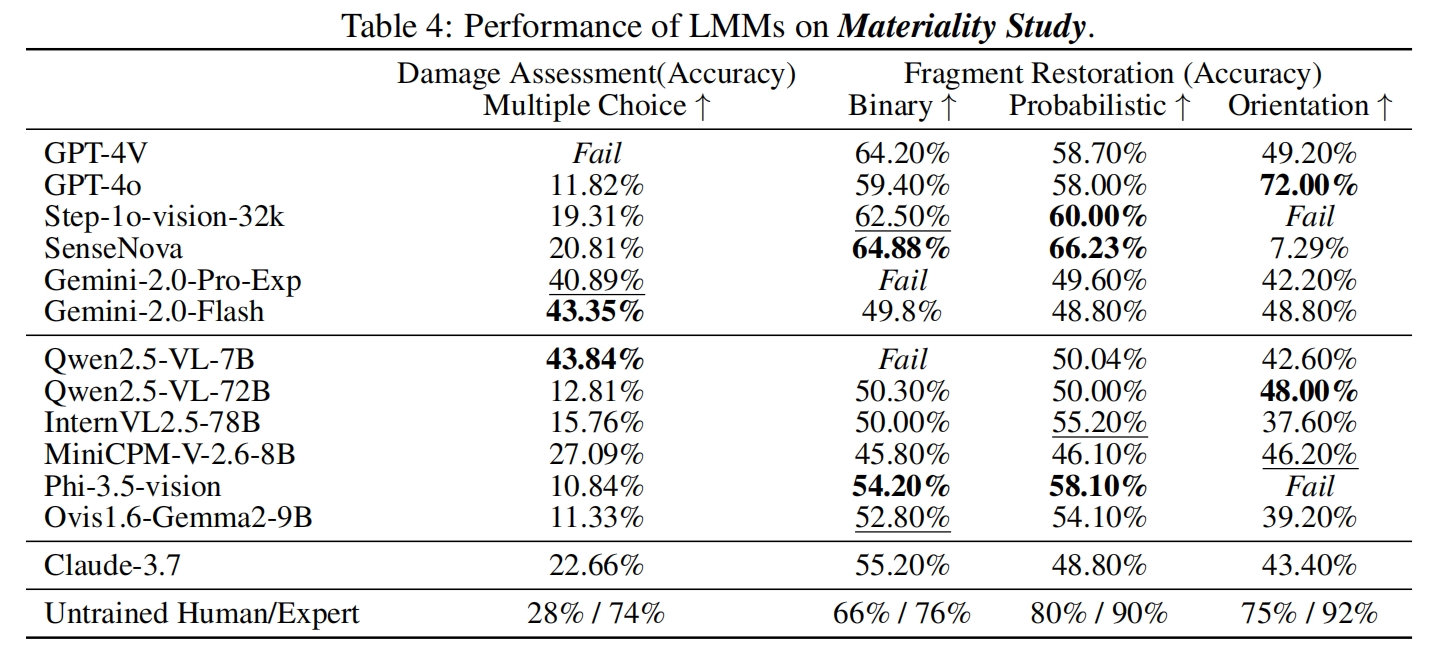 Table 4: Performance of LMMs on Materiality Study.
Damage Assessment(Accuracy) Fragment Restoration (Accuracy)
Multiple Choice ↑ Binary ↑ Probabilistic ↑ Orientation ↑
GPT-4V Fail 64.20% 58.70% 49.20%
GPT-4o 11.82% 59.40% 58.00% 72.00%
Step-1o-vision-32k 19.31% 62.50% 60.00% Fail
SenseNova 20.81% 64.88% 66.23% 7.29%
Gemini-2.0-Pro-Exp 40.89% Fail 49.60% 42.20%
Gemini-2.0-Flash 43.35% 49.8% 48.80% 48.80%
Qwen2.5-VL-7B 43.84% Fail 50.04% 42.60%
Qwen2.5-VL-72B 12.81% 50.30% 50.00% 48.00%
InternVL2.5-78B 15.76% 50.00% 55.20% 37.60%
MiniCPM-V-2.6-8B 27.09% 45.80% 46.10% 46.20%
Phi-3.5-vision 10.84% 54.20% 58.10% Fail
Ovis1.6-Gemma2-9B 11.33% 52.80% 54.10% 39.20%
Claude-3.7 22.66% 55.20% 48.80% 43.40%
Untrained Human/Expert 28% / 74% 66% / 76% 80% / 90% 75% / 92%